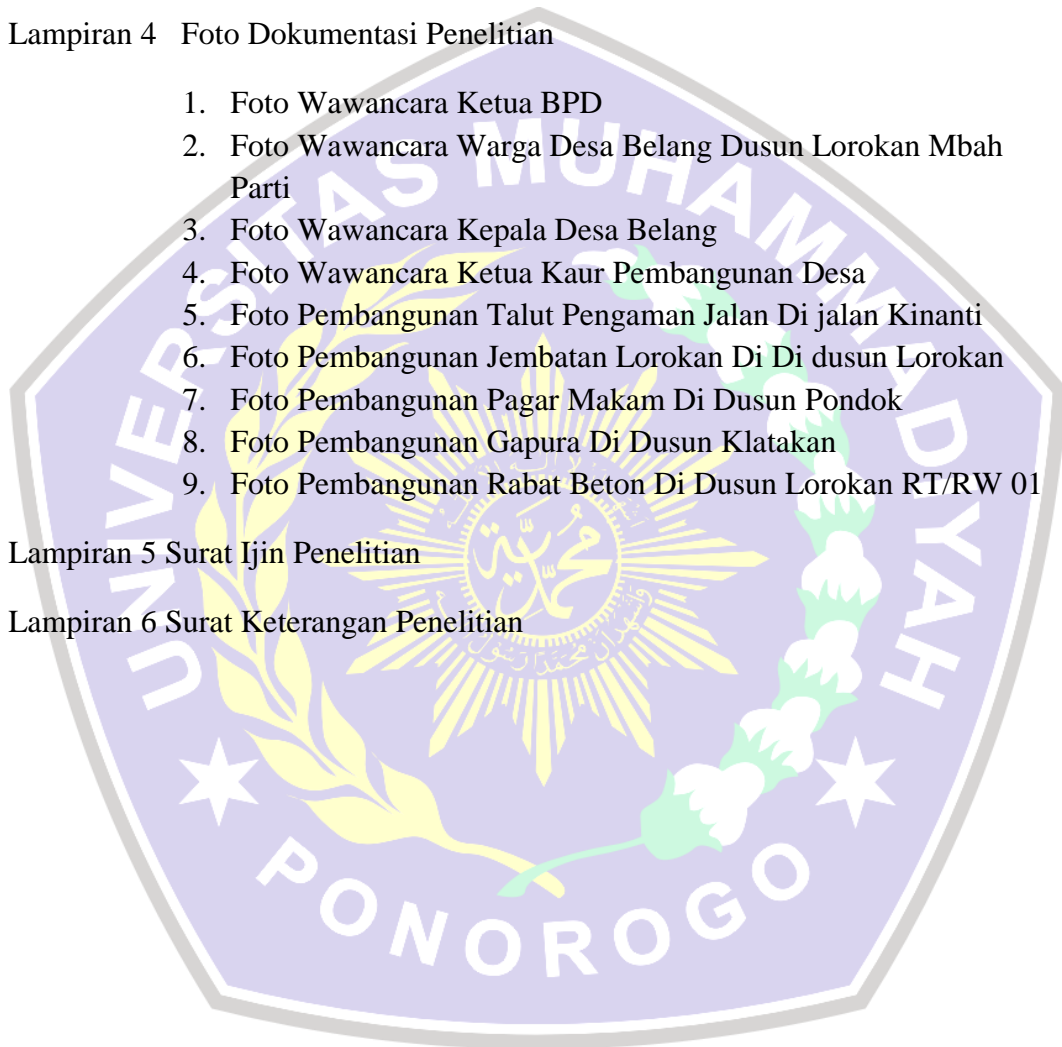 Lampiran 4 Foto Dokumentasi Penelitian
1. Foto Wawancara Ketua BPD
2. Foto Wawancara Warga Desa Belang Dusun Lorokan Mbah
Parti
3. Foto Wawancara Kepala Desa Belang
4. Foto Wawancara Ketua Kaur Pembangunan Desa
5. Foto Pembangunan Talut Pengaman Jalan Di jalan Kinanti
6. Foto Pembangunan Jembatan Lorokan Di Di dusun Lorokan
7. Foto Pembangunan Pagar Makam Di Dusun Pondok
8. Foto Pembangunan Gapura Di Dusun Klatakan
9. Foto Pembangunan Rabat Beton Di Dusun Lorokan RT/RW 01
Lampiran 5 Surat Ijin Penelitian
Lampiran 6 Surat Keterangan Penelitian
UNIVERSITAS MUHAMMADIYAH
PONOROGO
محمدية